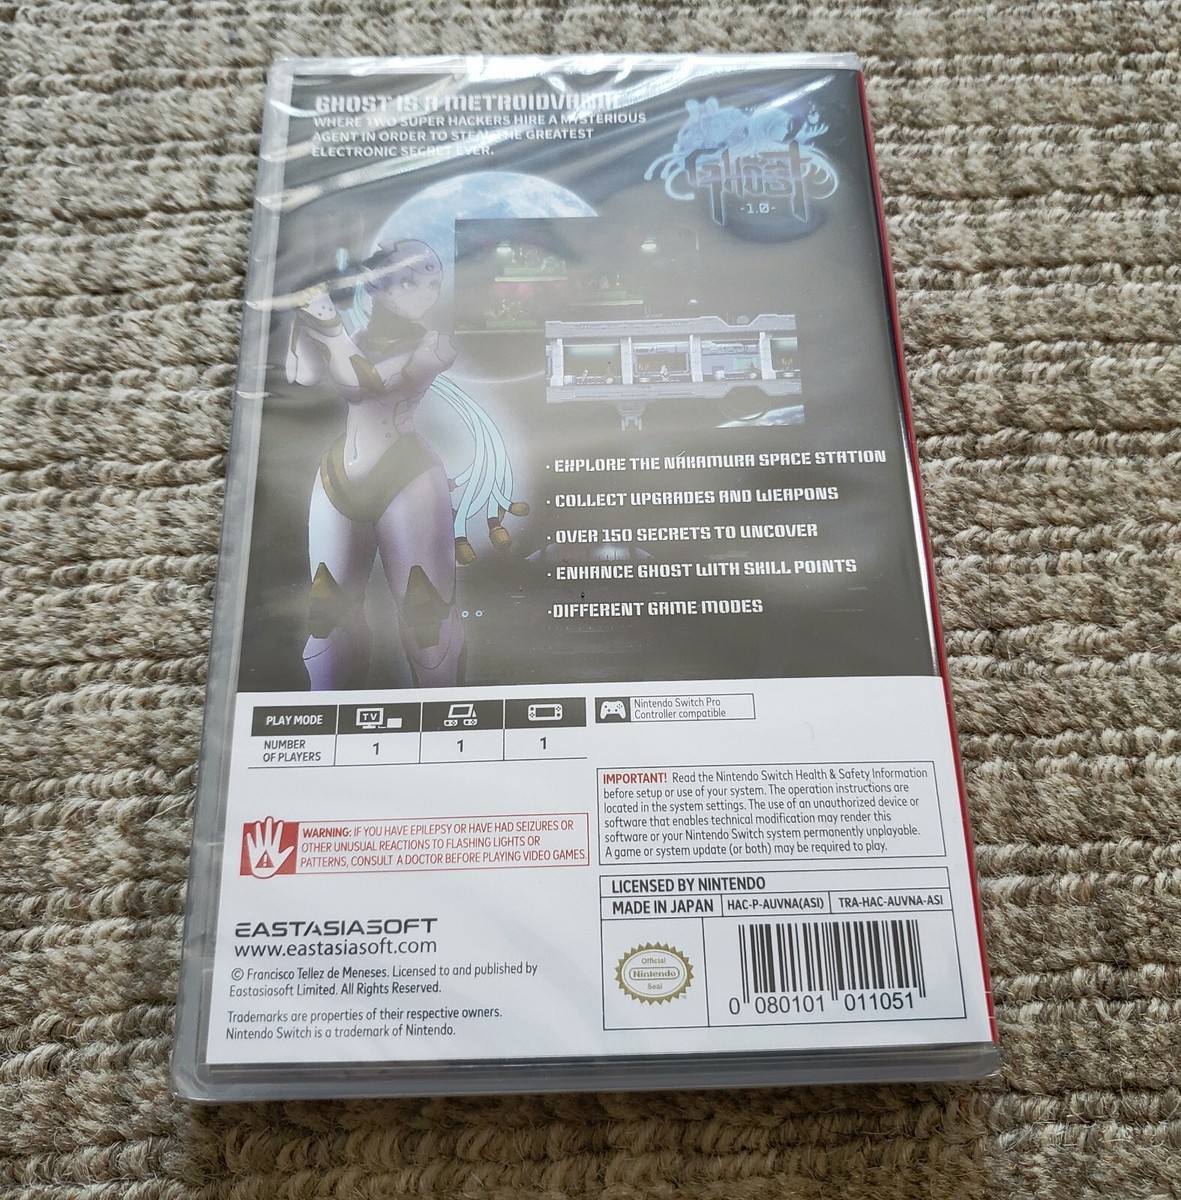 GHOST IS A METROIDVANIA
WHERE TWO SUPER HACKERS HIRE A MYSTERIOUS
AGENT IN ORDER TO STEAL THE GREATEST
ELECTRONIC SECRET EVER.
Ghost
-1.0-
· EXPLORE THE NAKAMURA SPACE STATION
· COLLECT UPGRADES AND WEAPONS
· OVER 150 SECRETS TO UNCOVER
· ENHANCE GHOST WITH SKILL POINTS
·DIFFERENT GAME MODES
PLAY MODE
TV
NUMBER
OF PLAYERS
1 1 1
Nintendo Switch Pro
Controller compatible
IMPORTANT! Read the Nintendo Switch Health & Safety Information
before setup or use of your system. The operation instructions are
located in the system settings. The use of an unauthorized device or
software that enables technical modification may render this
software or your Nintendo Switch system permanently unplayable.
A game or system update (or both) may be required to play.
WARNING: IF YOU HAVE EPILEPSY OR HAVE HAD SEIZURES OR
OTHER UNUSUAL REACTIONS TO FLASHING LIGHTS OR
PATTERNS, CONSULT A DOCTOR BEFORE PLAYING VIDEO GAMES.
LICENSED BY NINTENDO
MADE IN JAPAN HAC-P-AUVNA(ASI) TRA-HAC-AUVNA-ASI
EASTASIASOFT
www.eastasiasoft.com
© Francisco Tellez de Meneses. Licensed to and published by
Eastasiasoft Limited. All Rights Reserved.
Trademarks are properties of their respective owners.
Nintendo Switch is a trademark of Nintendo.
Official
Nintendo
Seal
0 080101 011051